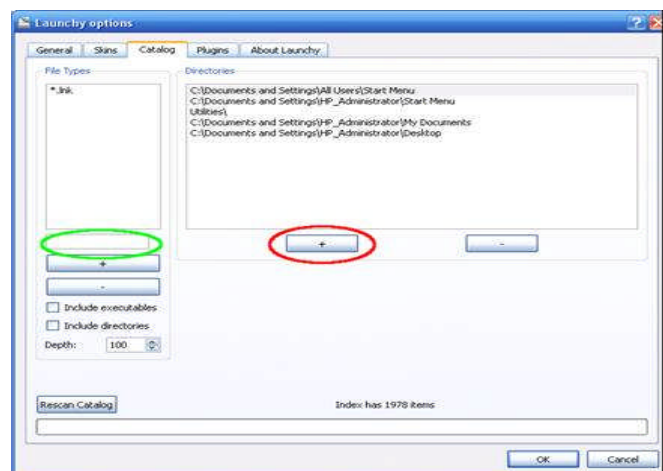 Launchy options
General Skins Catalog Plugins About Launchy
File Types
*.lnk
Directories
C:\Documents and Settings\All Users\Start Menu
C:\Documents and Settings\HP_Administrator\Start Menu
Utilities\
C:\Documents and Settings\HP_Administrator\My Documents
C:\Documents and Settings\HP_Administrator\Desktop
+ -
+
-
Include executables
Include directories
Depth: 100
Rescan Catalog Index has 1978 items
OK Cancel